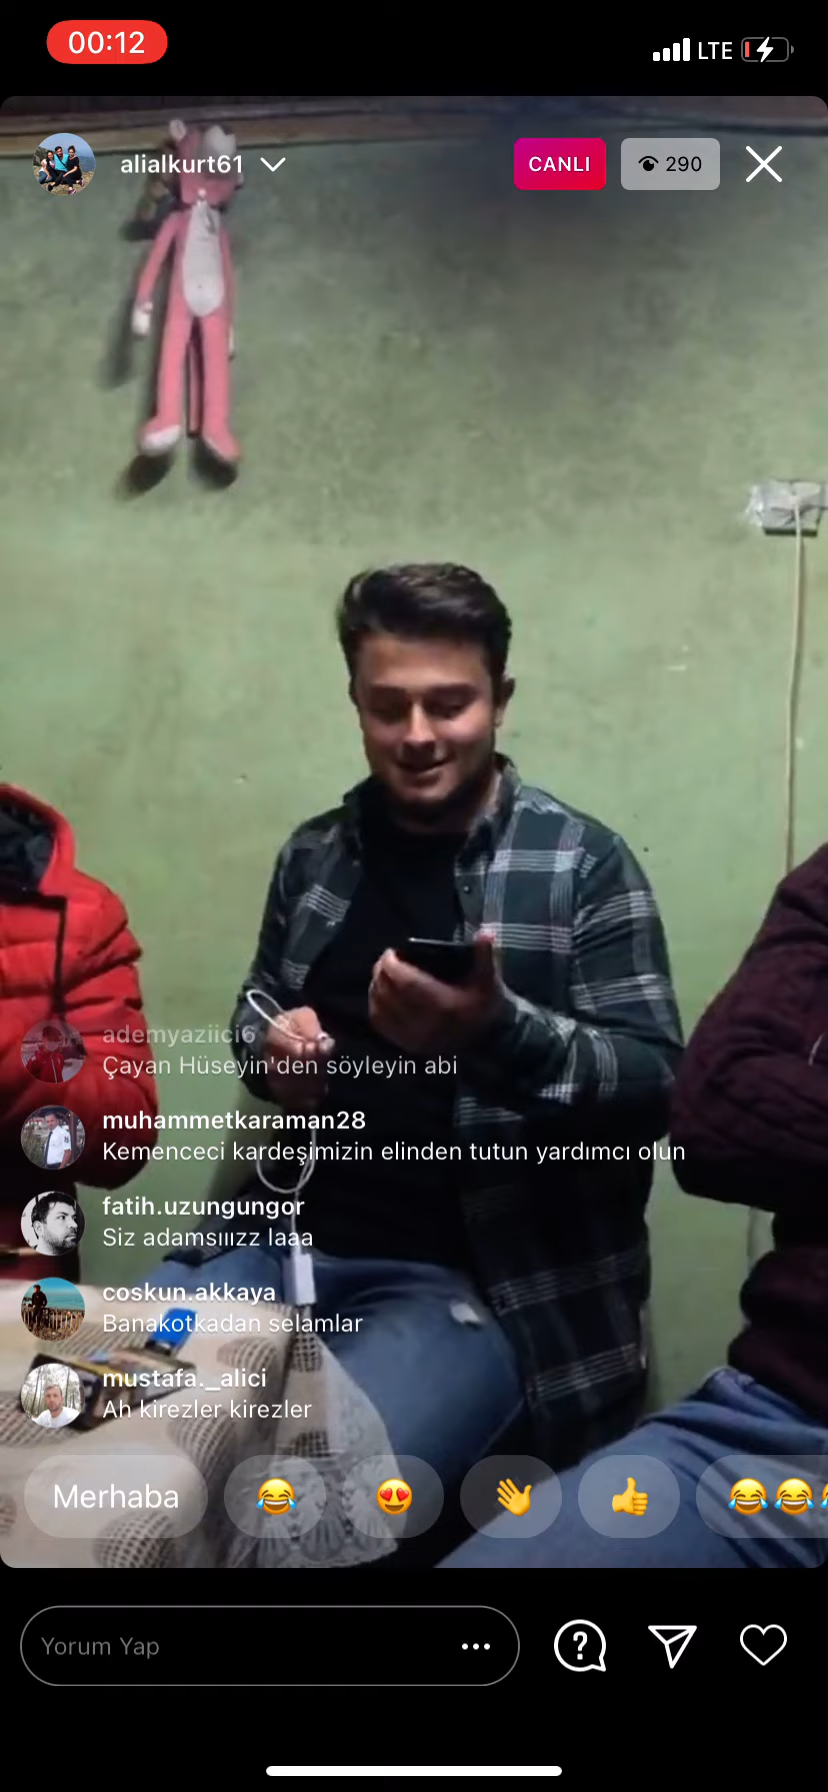 00:12
LTE
alialkurt61
CANLI
290
ademyaziici6
Çayan Hüseyin'den söyleyin abi
muhammetkaraman28
Kemenceci kardeşimizin elinden tutun yardımcı olun
fatih.uzungungor
Siz adamsıııızz laaa
coskun.akkaya
Banakotkadan selamlar
mustafa._alici
Ah kirezler kirezler
Merhaba
Yorum Yap